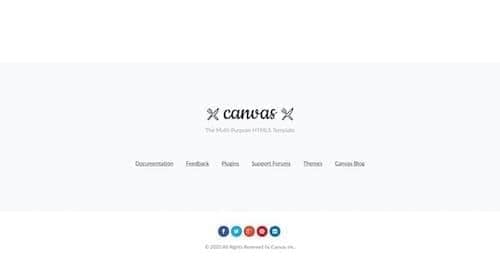 canvas
The Multi-Purpose HTML5 Template
Documentation Feedback Plugins Support Forums Themes Canvas Blog
© 2020 All Rights Reserved by Canvas Inc.